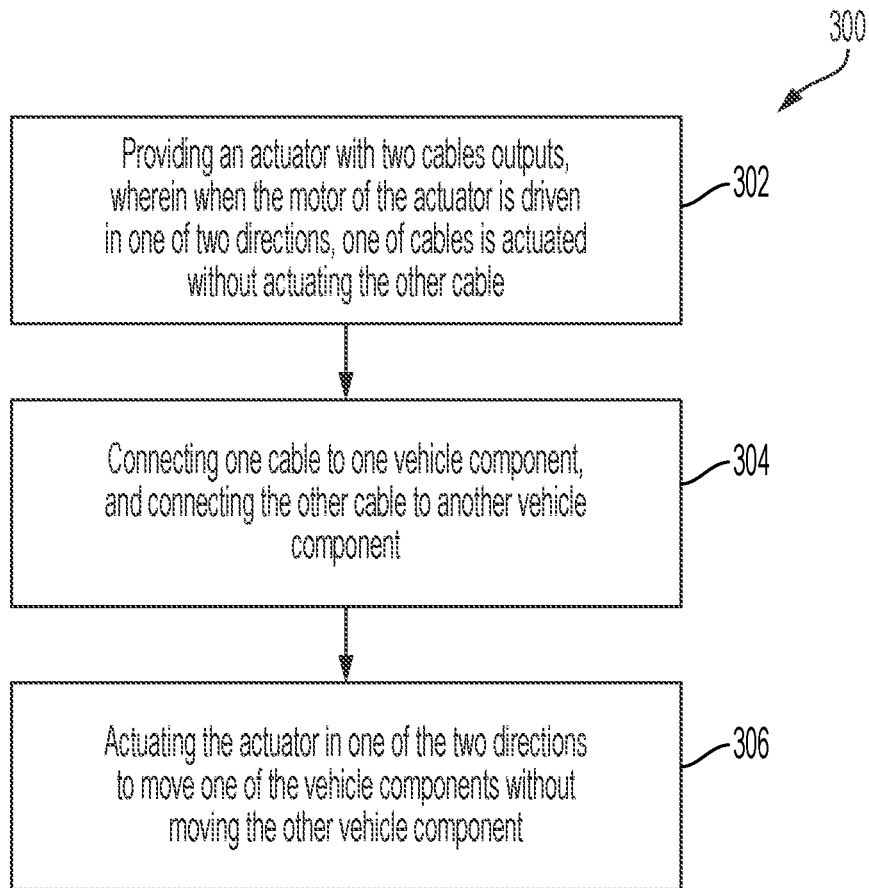 300
Providing an actuator with two cables outputs,
wherein when the motor of the actuator is driven
in one of two directions, one of cables is actuated
without actuating the other cable
302
Connecting one cable to one vehicle component,
and connecting the other cable to another vehicle
component
304
Actuating the actuator in one of the two directions
to move one of the vehicle components without
moving the other vehicle component
306